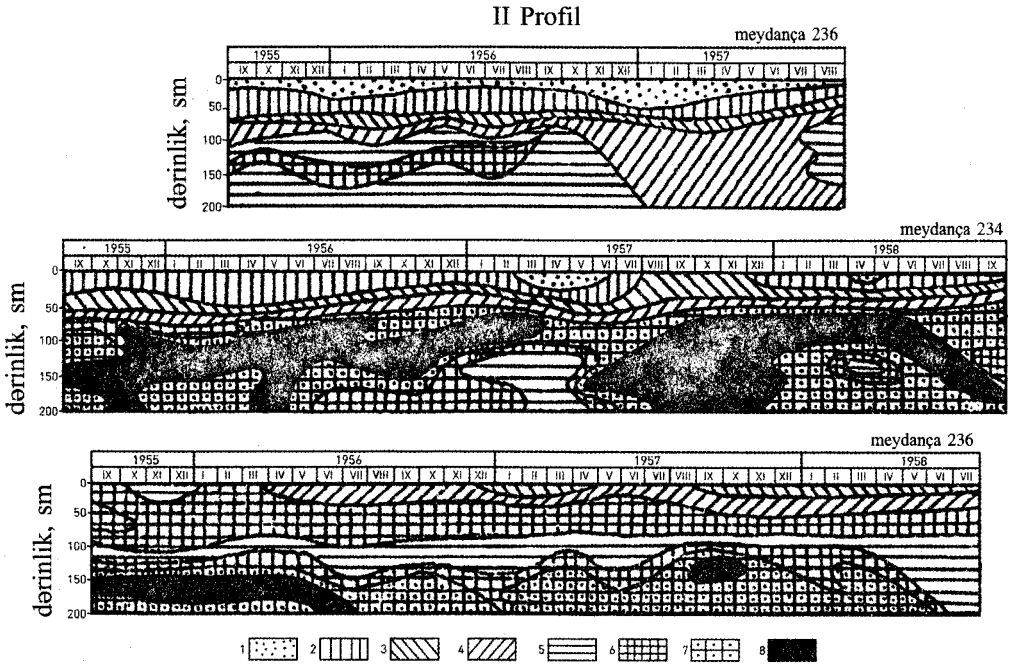 II Profil
meydança 236
1955 1956 1957
IX X XI XII I II III IV V VI VII VIII IX X XI XII I II III IV V VI VII VIII
0
50
100
150
200
dərinlik, sm
meydança 234
1955 1956 1957 1958
IX X XI XII I II III IV V VI VII VIII IX X XI XII I II III IV V VI VII VIII IX X XI XII I II III IV V VI VII VIII IX
0
50
100
150
200
dərinlik, sm
meydança 236
1955 1956 1957 1958
IX X XI XII I II III IV V VI VII VIII IX X XI XII I II III IV V VI VII VIII IX X XI XII I II III IV V VI VII
0
50
100
150
200
dərinlik, sm
1 2 3 4 5 6 7 8